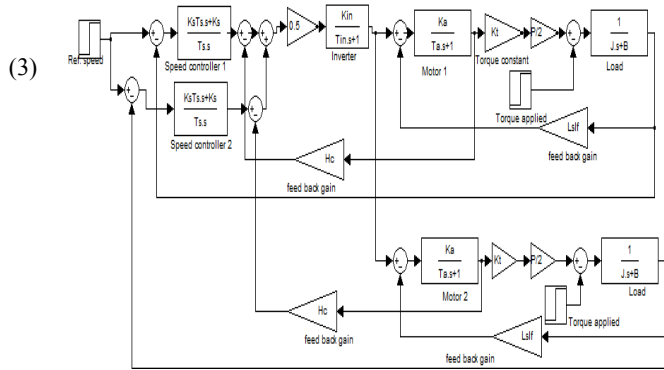 (3)
Ref. speed
KsTs.s+Ks
Ts.s
Speed controller 1
KsTs.s+Ks
Ts.s
Speed controller 2
0.5
Kin
Tin.s+1
Inverter
Ka
Ta.s+1
Motor 1
Kt
Torque constant
P/2
1
J.s+B
Load
Torque applied
Lslf
feed back gain
Hc
feed back gain
Ka
Ta.s+1
Motor 2
Kt
P/2
1
J.s+B
Load
Torque applied
Hc
feed back gain
Lslf
feed back gain